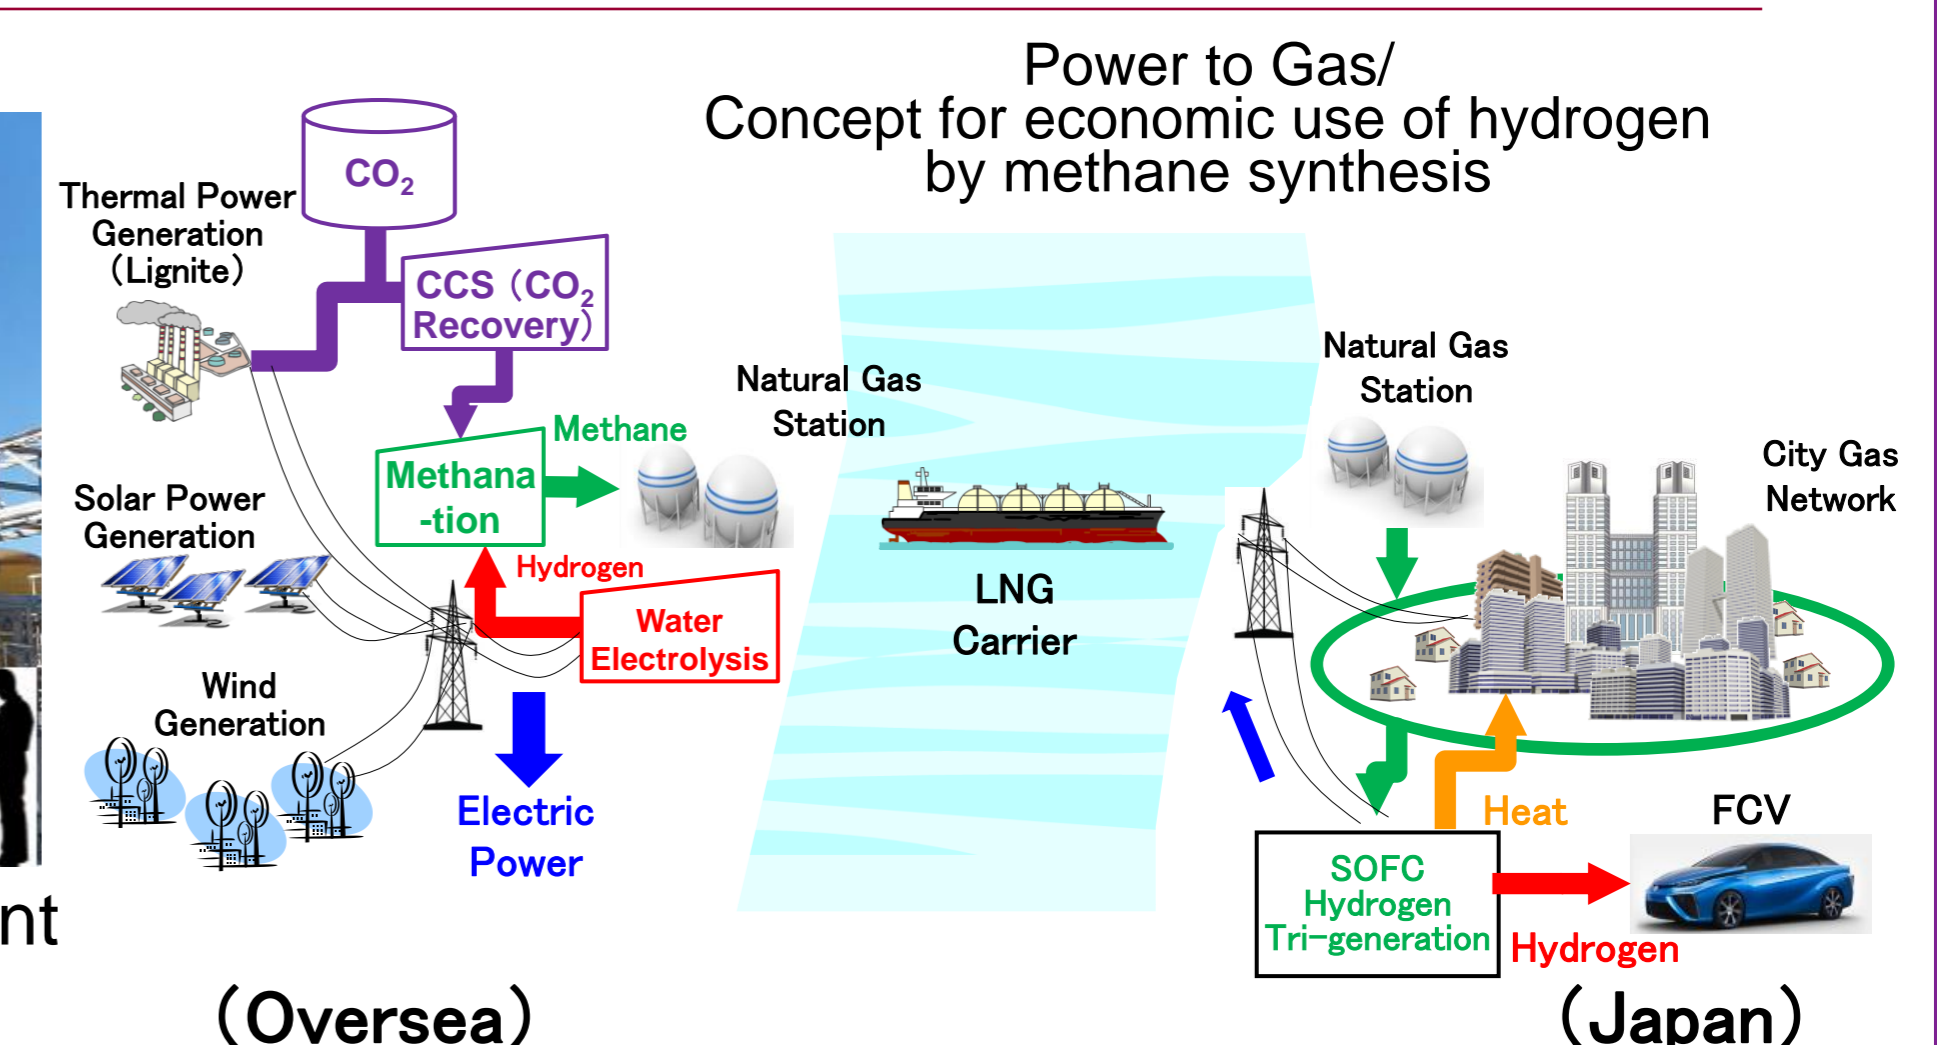 Power to Gas/
Concept for economic use of hydrogen
by methane synthesis
CO2
Thermal Power
Generation
（Lignite）
CCS（CO2
Recovery）
Natural Gas
Station
Methane
Methana
-tion
Solar Power
Generation
Hydrogen
Water
Electrolysis
Wind
Generation
Electric
Power
LNG
Carrier
Natural Gas
Station
City Gas
Network
Heat
FCV
SOFC
Hydrogen
Tri-generation
Hydrogen
nt
（Oversea）
（Japan）